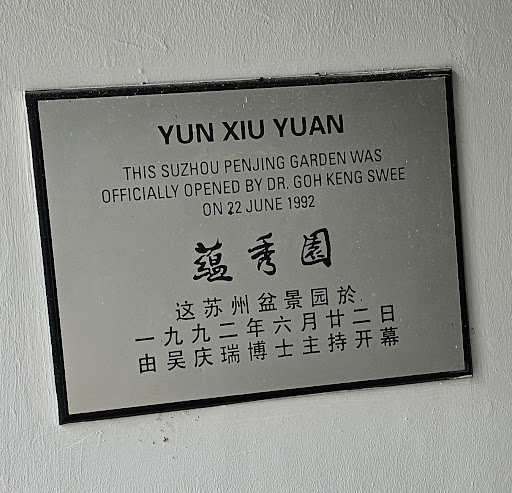 YUN XIU YUAN
THIS SUZHOU PENJING GARDEN WAS
OFFICIALLY OPENED BY DR. GOH KENG SWEE
ON 22 JUNE 1992
蕴秀園
这苏州盆景园於
一九九二年六月廿二日
由吴庆瑞博士主持开幕